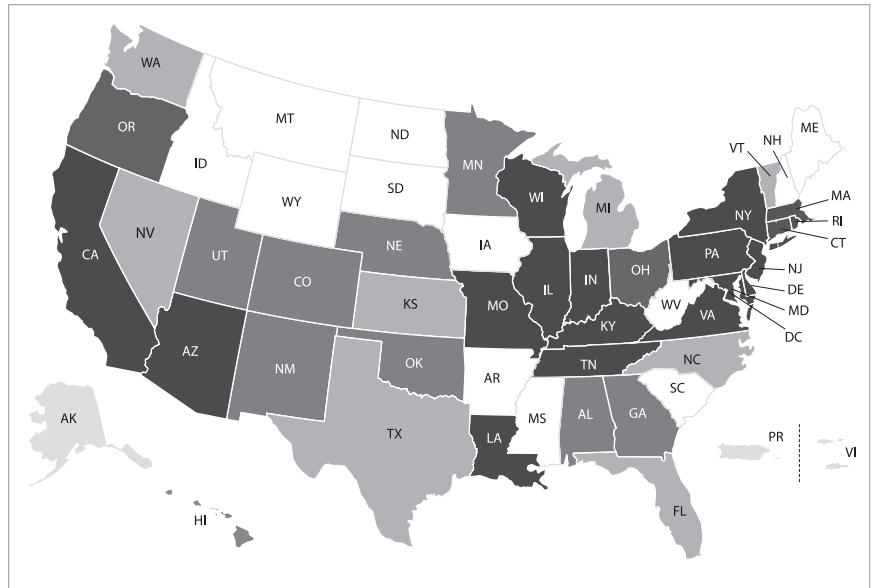 WA
MT
ND
MN
ME
NH
VT
OR
ID
SD
WI
MI
MA
WY
NY
RI
CT
NV
IA
PA
NE
NJ
CA
UT
CO
IL
IN
OH
DE
MD
DC
KS
MO
WV
VA
KY
AZ
NM
OK
TN
NC
AR
SC
MS
AL
GA
AK
TX
LA
PR
VI
HI
FL